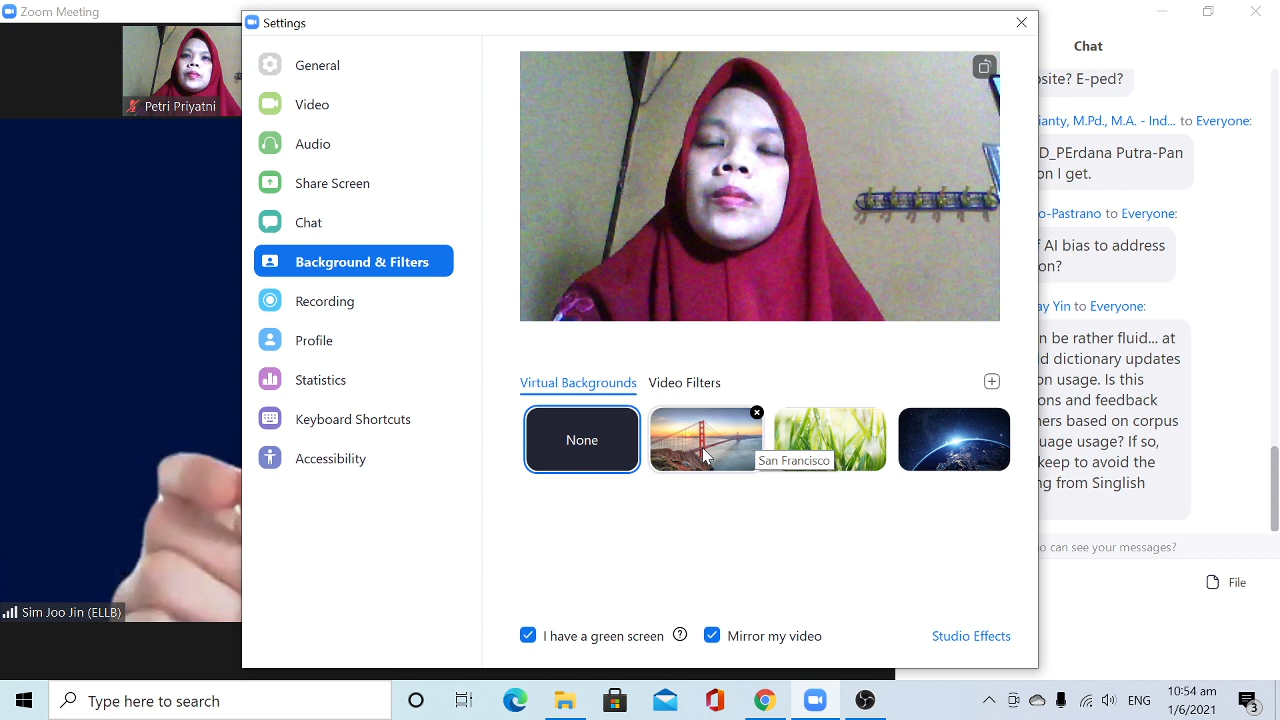 Zoom Meeting
Petri Priyatni
Sim Joo Jin (ELLB)
Settings
General
Video
Audio
Share Screen
Chat
Background & Filters
Recording
Profile
Statistics
Keyboard Shortcuts
Accessibility
Virtual Backgrounds
Video Filters
None
San Francisco
I have a green screen
Mirror my video
Studio Effects
Chat
site? E-ped?
ianty, M.Pd., M.A. - Ind... to Everyone:
D_PErdana Putra-Pan
on I get.
o-Pastrano to Everyone:
f AI bias to address
on?
ay Yin to Everyone:
n be rather fluid... at
d dictionary updates
on usage. Is this
ons and feedback
hers based on corpus
uage usage? If so,
keep to avoid the
ng from Singlish
o can see your messages?
File
Type here to search
ENG
10:54 am
1/6/2021
3